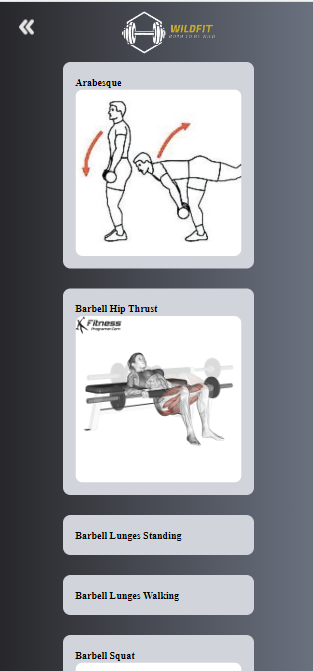 WILDFIT
Arabesque
Barbell Hip Thrust
Fitness
Barbell Lunges Standing
Barbell Lunges Walking
Barbell Squat